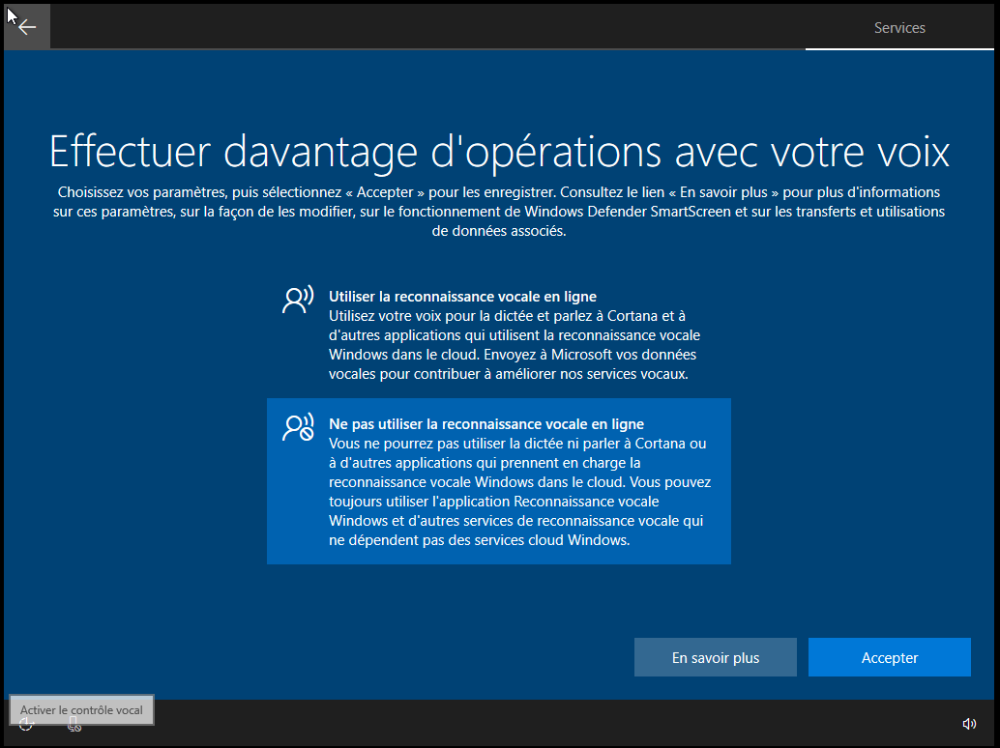 Services
Effectuer davantage d'opérations avec votre voix
Choisissez vos paramètres, puis sélectionnez « Accepter » pour les enregistrer. Consultez le lien « En savoir plus » pour plus d'informations
sur ces paramètres, sur la façon de les modifier, sur le fonctionnement de Windows Defender SmartScreen et sur les transferts et utilisations
de données associés.
Utiliser la reconnaissance vocale en ligne
Utilisez votre voix pour la dictée et parlez à Cortana et à
d'autres applications qui utilisent la reconnaissance vocale
Windows dans le cloud. Envoyez à Microsoft vos données
vocales pour contribuer à améliorer nos services vocaux.
Ne pas utiliser la reconnaissance vocale en ligne
Vous ne pourrez pas utiliser la dictée ni parler à Cortana ou
à d'autres applications qui prennent en charge la
reconnaissance vocale Windows dans le cloud. Vous pouvez
toujours utiliser l'application Reconnaissance vocale
Windows et d'autres services de reconnaissance vocale qui
ne dépendent pas des services cloud Windows.
En savoir plus
Accepter
Activer le contrôle vocal